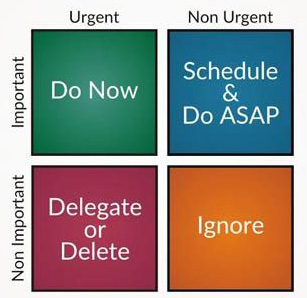 Urgent
Non Urgent
Important
Do Now
Schedule
&
Do ASAP
Non Important
Delegate
or
Delete
Ignore